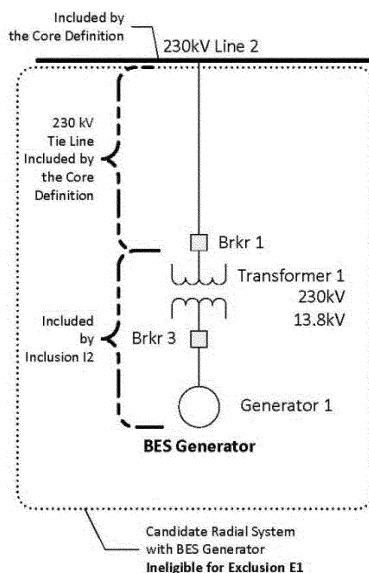 Included by
the Core Definition
230kV Line 2
230 kV
Tie Line
Included by
the Core
Definition
Brkr 1
Transformer 1
230kV
13.8kV
Included
by
Inclusion I2
Brkr 3
Generator 1
BES Generator
Candidate Radial System
with BES Generator
Ineligible for Exclusion E1